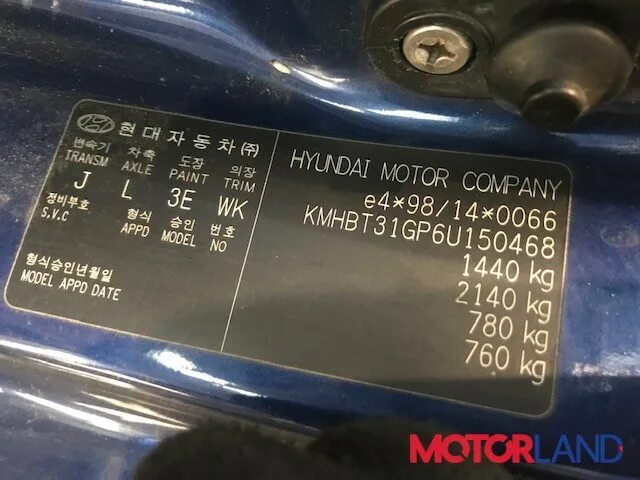 현대자동차(주)
변속기 차축 도장 의장
TRANSM AXLE PAINT TRIM
J L 3E WK
정비부호 형식 승인 번호
S.V.C APPD MODEL NO
형식승인년월일
MODEL APPD DATE
HYUNDAI MOTOR COMPANY
e4*98/14*0066
KMHBT31GP6U150468
1440 kg
2140 kg
780 kg
760 kg
MOTORLAND